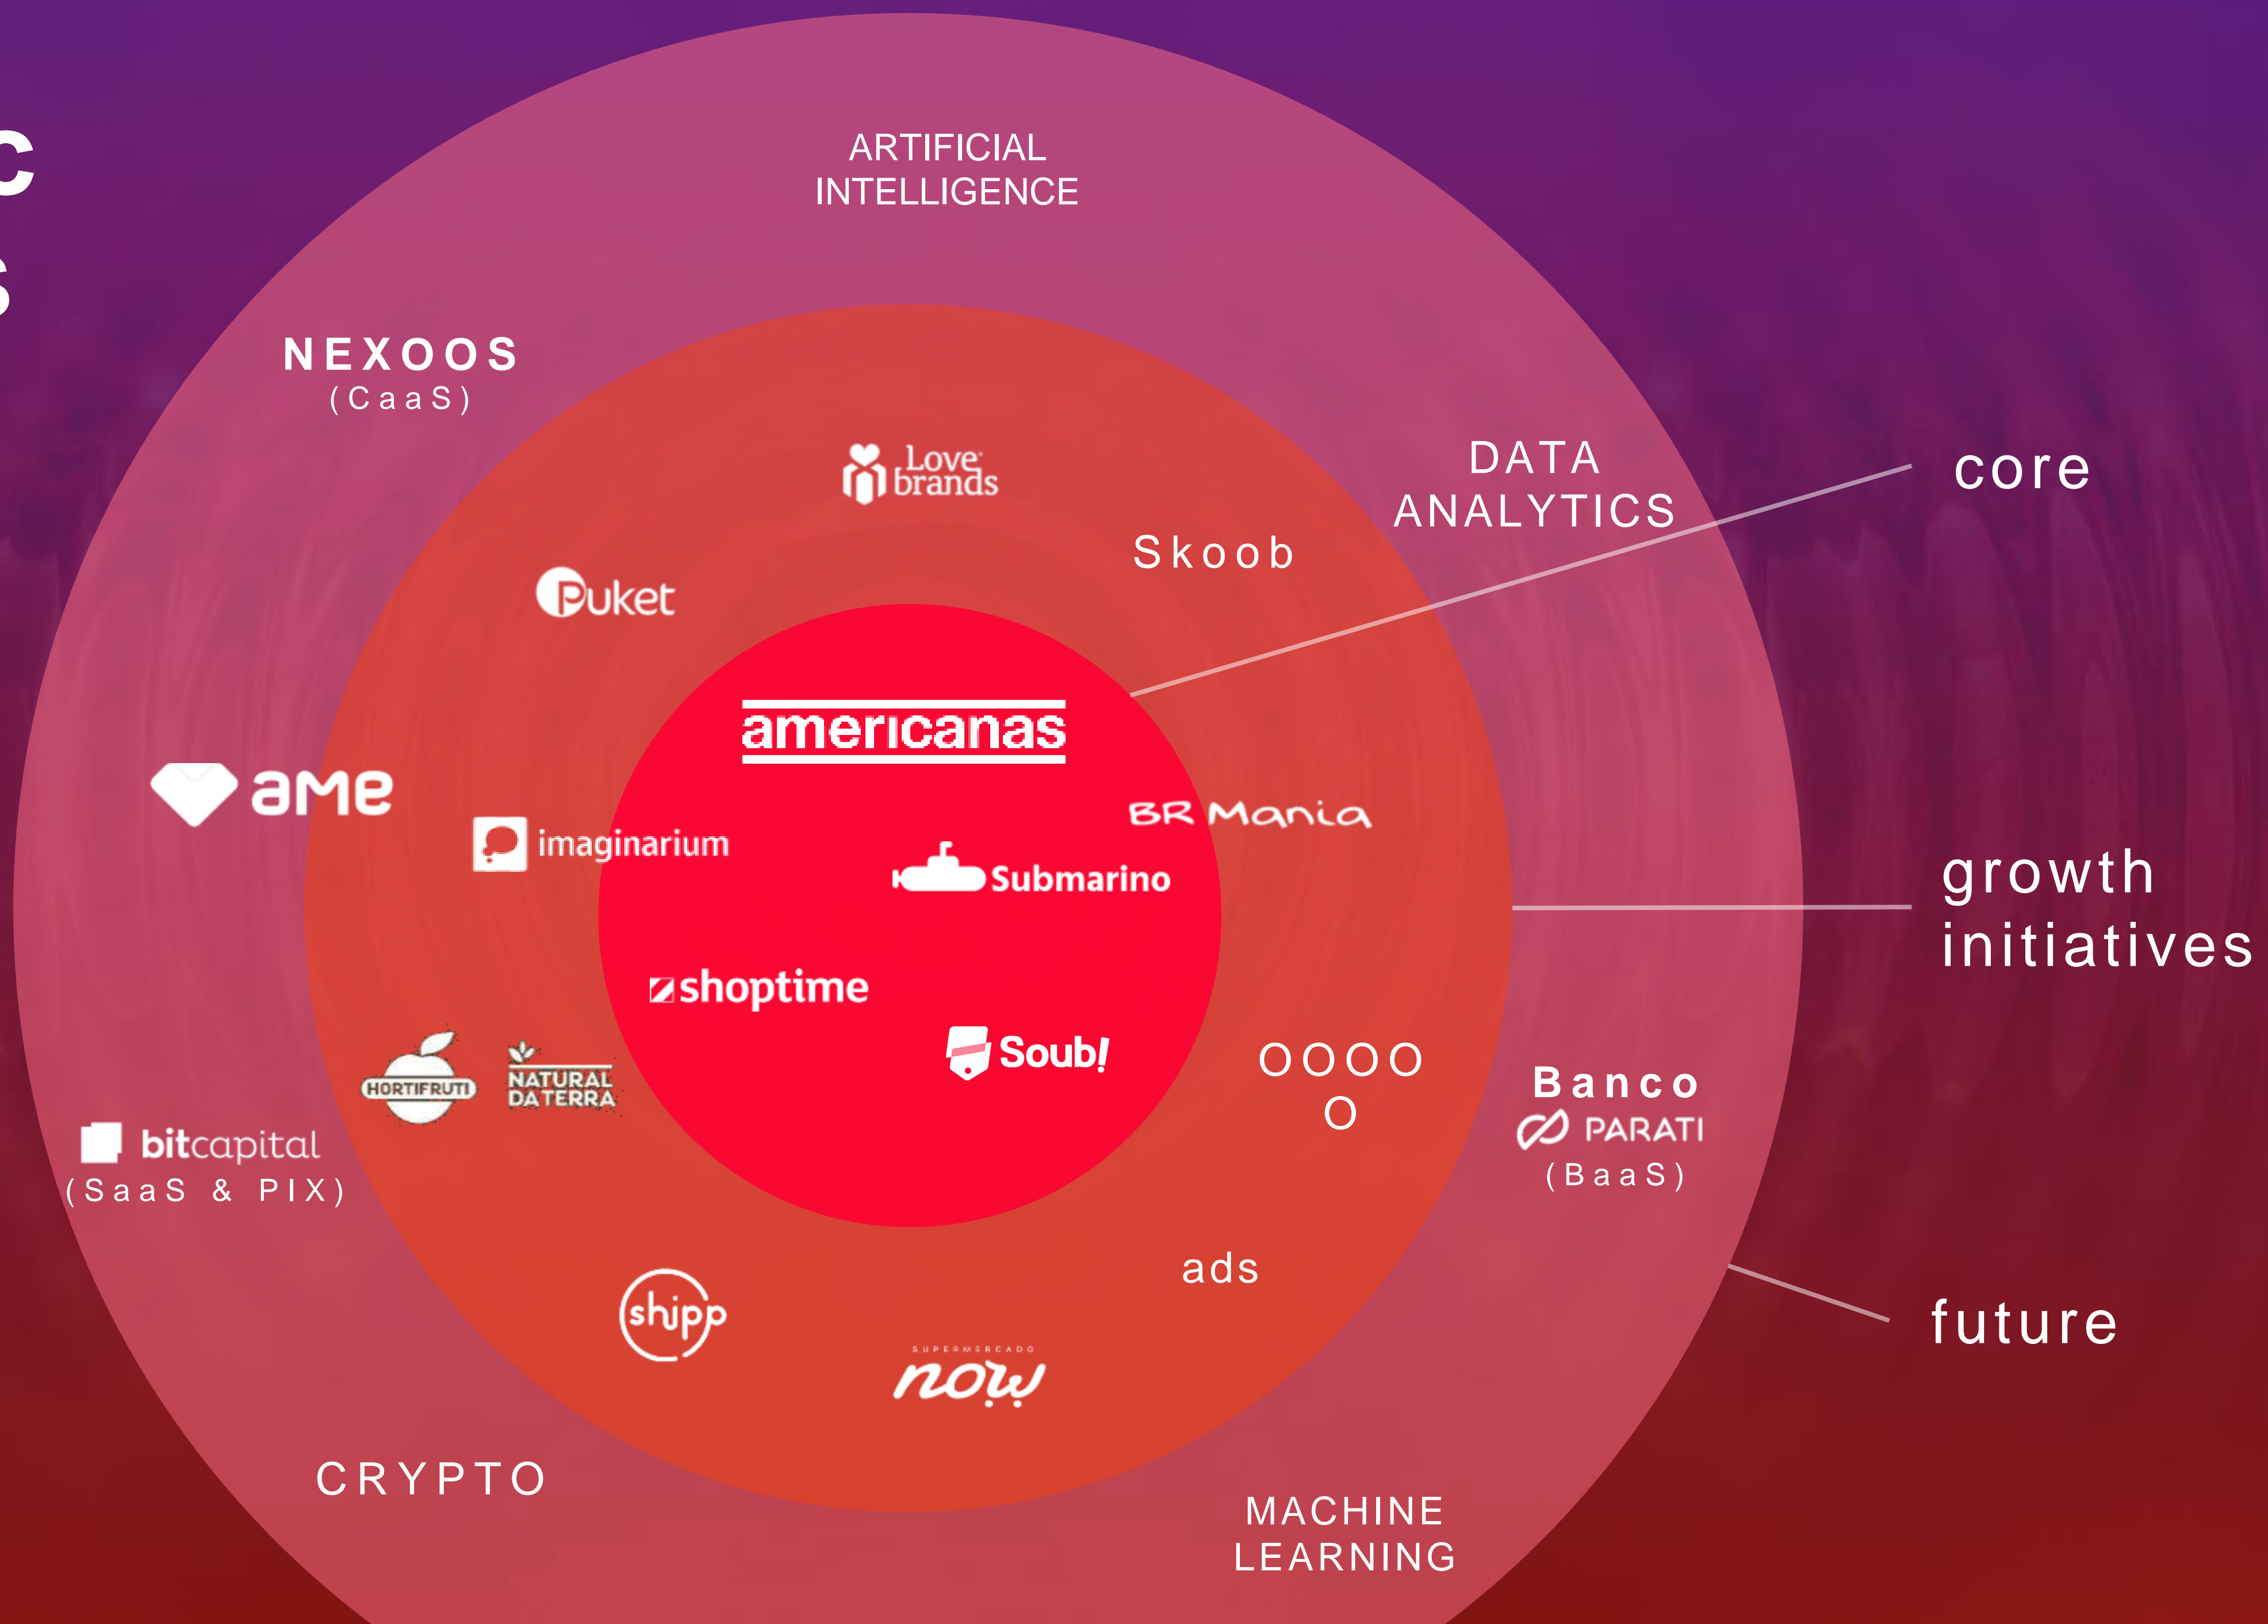 C
S
ARTIFICIAL
INTELLIGENCE
NEXOOS
(CaaS)
Love
brands
DATA
ANALYTICS
core
Skoob
Puket
americanas
ame
imaginarium
BR Mania
Submarino
growth
initiatives
shoptime
Soub!
HORTIFRUTI
NATURAL
DA TERRA
OOOO
O
Banco
PARATI
(BaaS)
bitcapital
(SaaS & PIX)
ads
shipp
SUPERMERCADO
now
future
CRYPTO
MACHINE
LEARNING